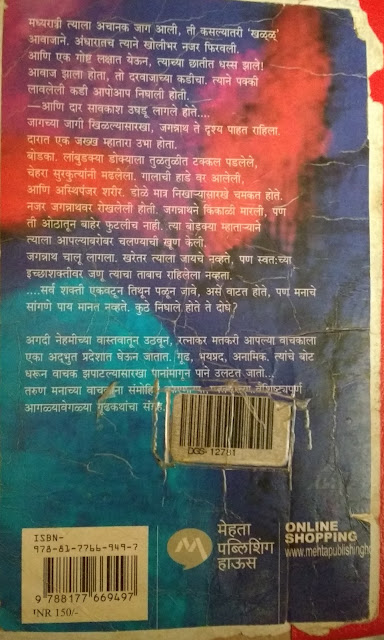 मध्यरात्री त्याला अचानक जाग आली, ती कसल्यातरी 'खळ्ळ्'
आवाजाने. अंधारातच त्याने खोलीभर नजर फिरवली.
आणि एक गोष्ट लक्षात येऊन, त्याच्या छातीत धस्स झाले!
आवाज झाला होता, तो दरवाजाच्या कडीचा. त्याने पक्की
लावलेली कडी आपोआप निघाली होती.
—आणि दार सावकाश उघडू लागले होते....
जागच्या जागी खिळल्यासारखा, जगन्नाथ ते दृश्य पाहत राहिला.
दारात एक जख्ख म्हातारा उभा होता.
बोडका. लांबुडक्या डोक्याला तुळतुळीत टक्कल पडलेले,
चेहरा सुरकुत्यांनी मढलेला. गालाची हाडे वर आलेली,
आणि अस्थिपंजर शरीर. डोळे मात्र निखाऱ्यासारखे चमकत होते.
नजर जगन्नाथवर रोखलेली होती. जगन्नाथने किंकाळी मारली, पण
ती ओठातून बाहेर फुटलीच नाही. त्या बोडक्या म्हाताऱ्याने
त्याला आपल्याबरोबर चलण्याची खूण केली.
जगन्नाथ चालू लागला. खरेतर त्याला जायचे नव्हते, पण स्वत:च्या
इच्छाशक्तीवर जणू त्याचा ताबाच राहिलेला नव्हता.
....सर्व शक्ती एकवटून तिथून पळून जावे, असे वाटत होते, पण मनाचे
सांगणे पाय मानत नव्हते. कुठे निघाले होते ते दोघे?
अगदी नेहमीच्या वास्तवातून उठवून, रत्नाकर मतकरी आपल्या वाचकाला
एका अद्भुत प्रदेशात घेऊन जातात. गूढ, भयप्रद, अनामिक. त्यांचे बोट
धरून वाचक झपाटल्यासारखा पानांमागून पाने उलटत जातो...
तरुण मनाच्या वाचकांना
आगळ्यावेगळ्या गूढकथांचा संग्रह.
DGS- 12781
ISBN-
978-81-7766-949-7
9 788177 669497
INR 150/-
मेहता
पब्लिशिंग
हाऊस
ONLINE
SHOPPING
www.mehtapublishingho